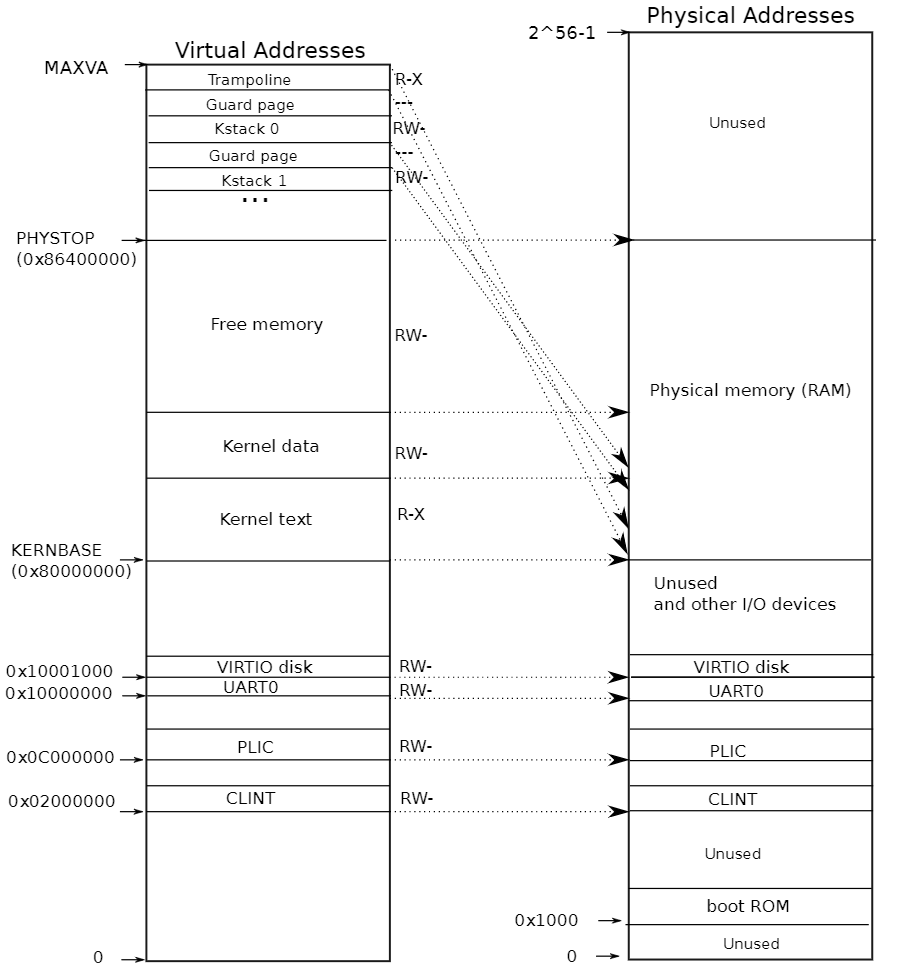 Physical Addresses
2^56-1
Virtual Addresses
MAXVA
Trampoline
R-X
Guard page
---
Unused
Kstack 0
RW-
Guard page
---
Kstack 1
RW-
...
PHYSTOP
(0x86400000)
Free memory
RW-
Physical memory (RAM)
Kernel data
RW-
Kernel text
R-X
KERNBASE
(0x80000000)
Unused
and other I/O devices
0x10001000
VIRTIO disk
RW-
VIRTIO disk
0x10000000
UART0
RW-
UART0
0x0C000000
PLIC
RW-
PLIC
0x02000000
CLINT
RW-
CLINT
Unused
boot ROM
0x1000
Unused
0
0